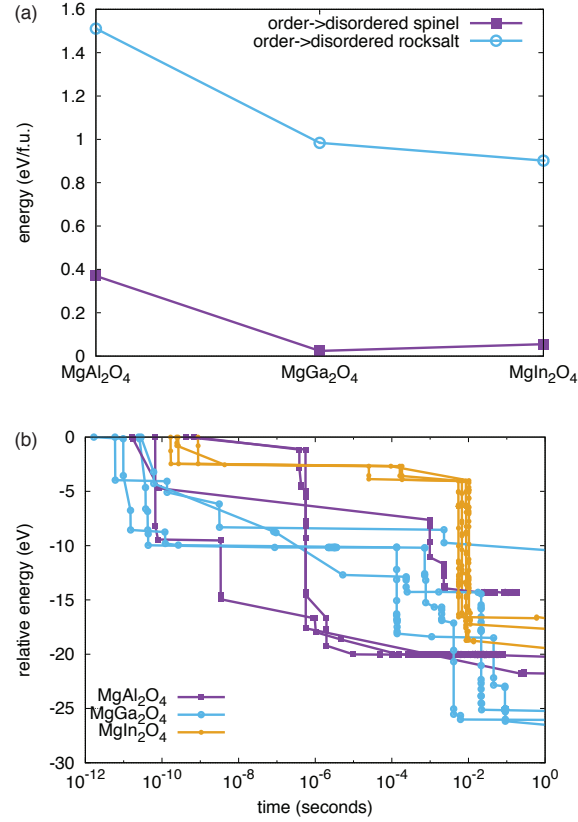 (a)
1.6
1.4
1.2
1
0.8
0.6
0.4
0.2
0
energy (eV/f.u.)
order->disordered spinel
order->disordered rocksalt
MgAl₂O₄ MgGa₂O₄ MgIn₂O₄
(b)
0
-5
-10
-15
-20
-25
-30
relative energy (eV)
MgAl₂O₄
MgGa₂O₄
MgIn₂O₄
10⁻¹² 10⁻¹⁰ 10⁻⁸ 10⁻⁶ 10⁻⁴ 10⁻² 10⁰
time (seconds)